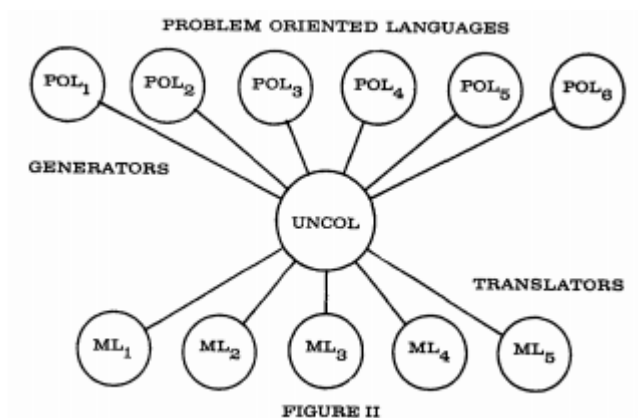 PROBLEM ORIENTED LANGUAGES
POL1 POL2 POL3 POL4 POL5 POL6
GENERATORS
UNCOL
TRANSLATORS
ML1 ML2 ML3 ML4 ML5
FIGURE II